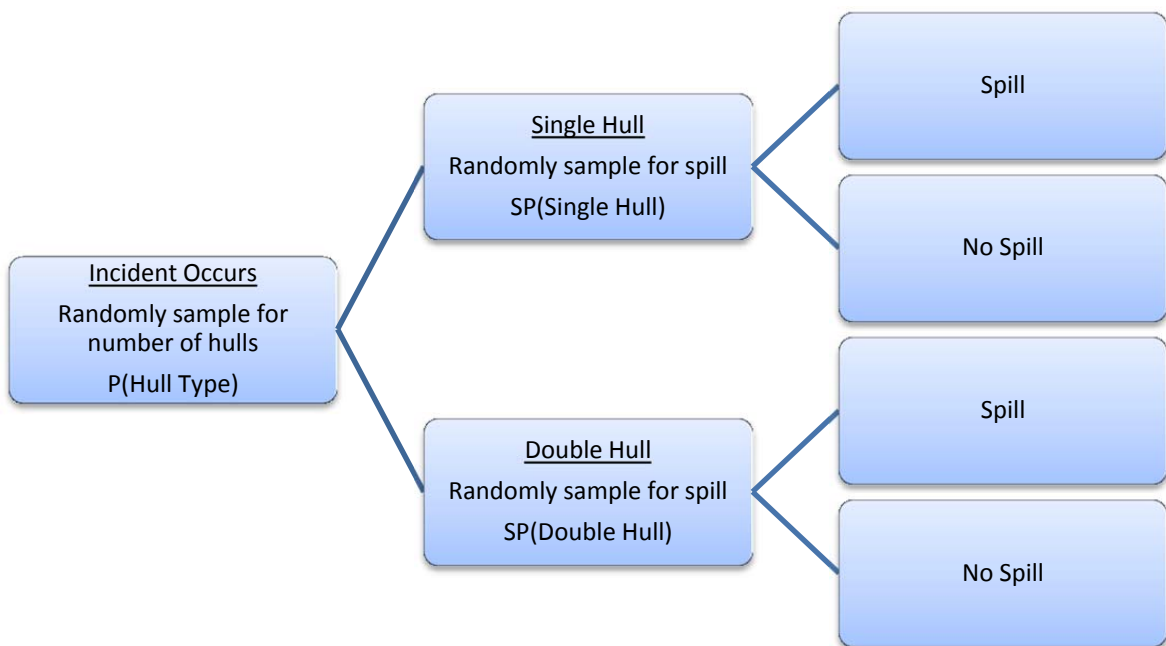 Incident Occurs
Randomly sample for
number of hulls
P(Hull Type)
Single Hull
Randomly sample for spill
SP(Single Hull)
Spill
No Spill
Double Hull
Randomly sample for spill
SP(Double Hull)
Spill
No Spill